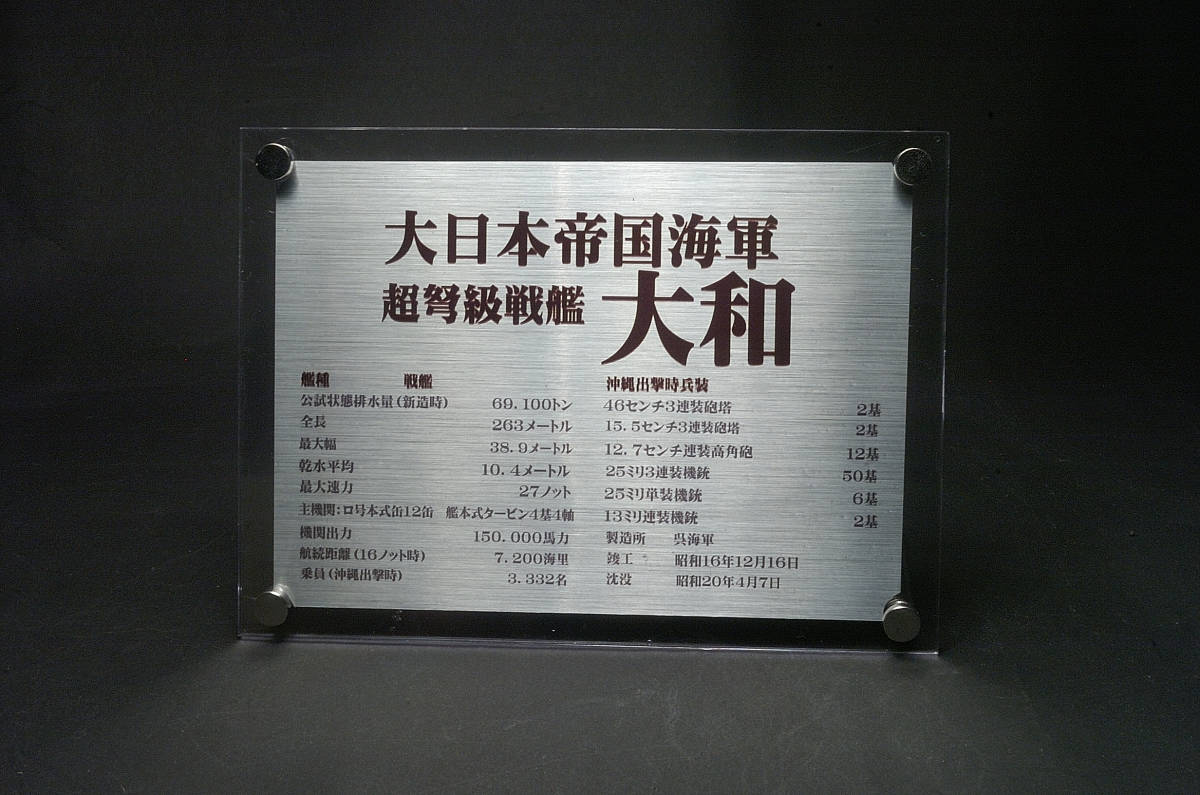 大日本帝国海軍
超弩級戦艦 大和
艦種 戦艦
公試状態排水量(新造時) 69.100トン
全長 263メートル
最大幅 38.9メートル
乾水平均 10.4メートル
最大速力 27ノット
主機関:ロ号本式缶12缶 艦本式タービン4基4軸
機関出力 150.000馬力
航続距離(16ノット時) 7.200海里
乗員(沖縄出撃時) 3.332名
沖縄出撃時兵装
46センチ3連装砲塔 2基
15.5センチ3連装砲塔 2基
12.7センチ連装高角砲 12基
25ミリ3連装機銃 50基
25ミリ単装機銃 6基
13ミリ連装機銃 2基
製造所 呉海軍
竣工 昭和16年12月16日
沈没 昭和20年4月7日